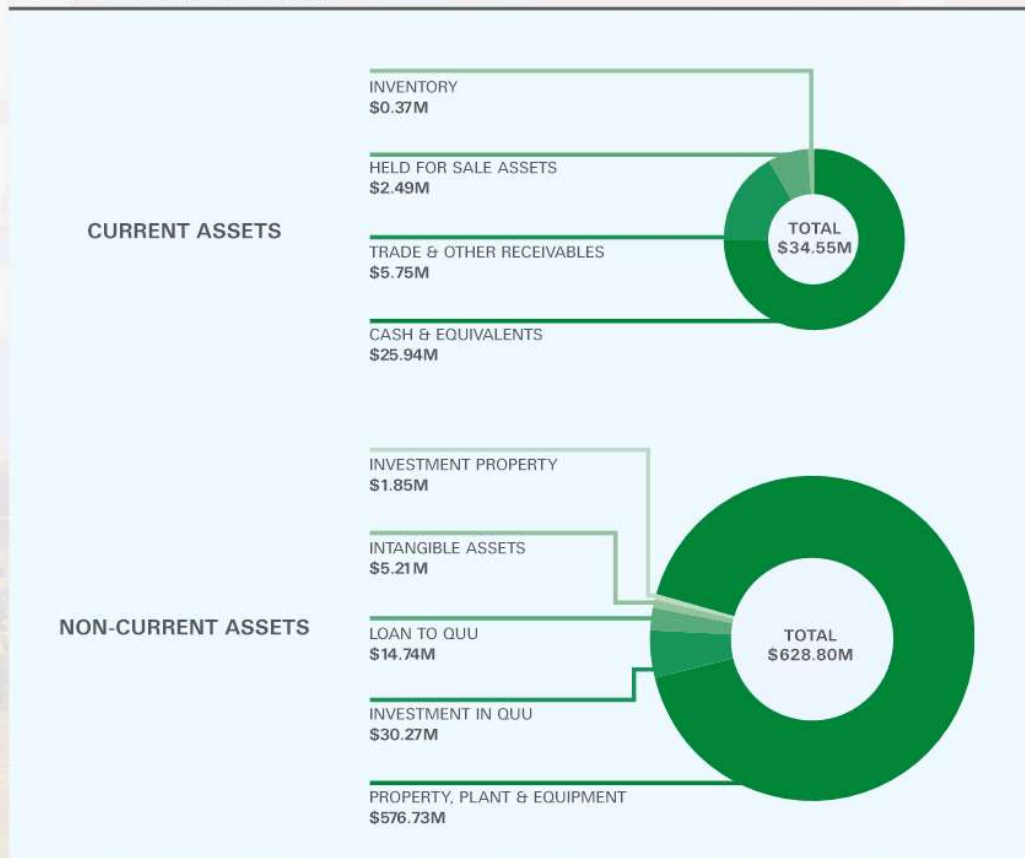 INVENTORY
$0.37M
HELD FOR SALE ASSETS
$2.49M
TRADE & OTHER RECEIVABLES
$5.75M
CASH & EQUIVALENTS
$25.94M
CURRENT ASSETS
TOTAL
$34.55M
INVESTMENT PROPERTY
$1.85M
INTANGIBLE ASSETS
$5.21M
LOAN TO QUU
$14.74M
INVESTMENT IN QUU
$30.27M
PROPERTY, PLANT & EQUIPMENT
$576.73M
NON-CURRENT ASSETS
TOTAL
$628.80M